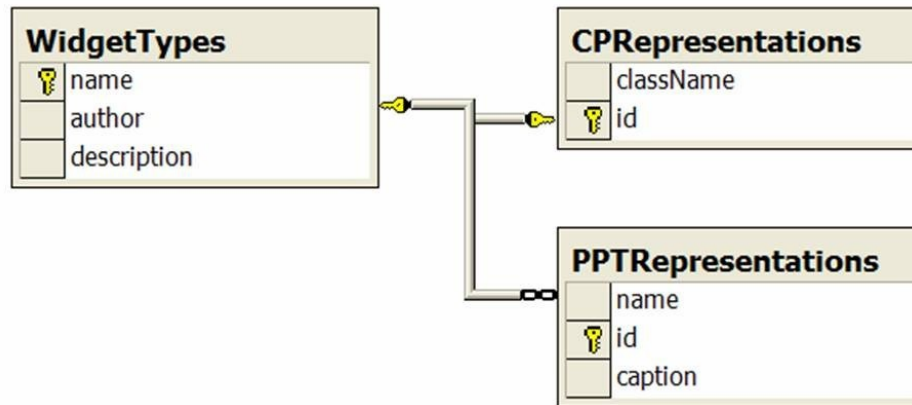 WidgetTypes
name
author
description
CPRepresentations
className
id
PPTRepresentations
name
id
caption